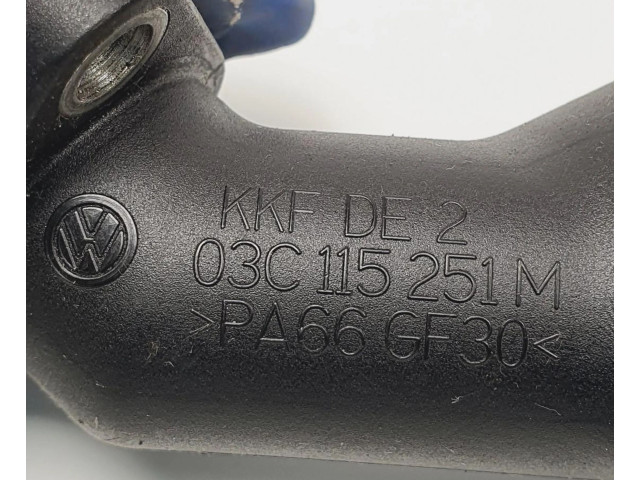 KKF DE 2
03C 115 251 M
>PA66 GF30<